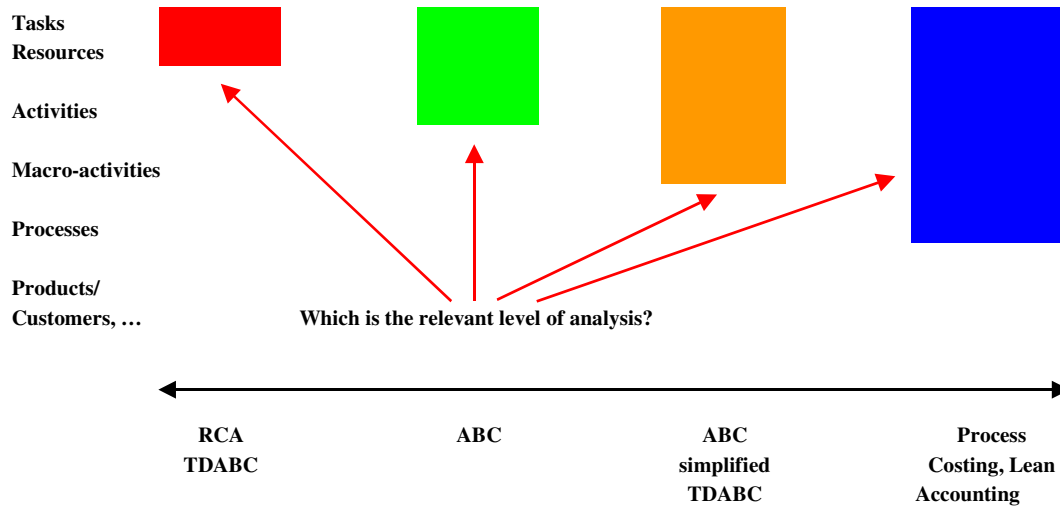 Tasks
Resources
Activities
Macro-activities
Processes
Products/
Customers, …
Which is the relevant level of analysis?
RCA
TDABC
ABC
ABC
simplified
TDABC
Process
Costing, Lean
Accounting